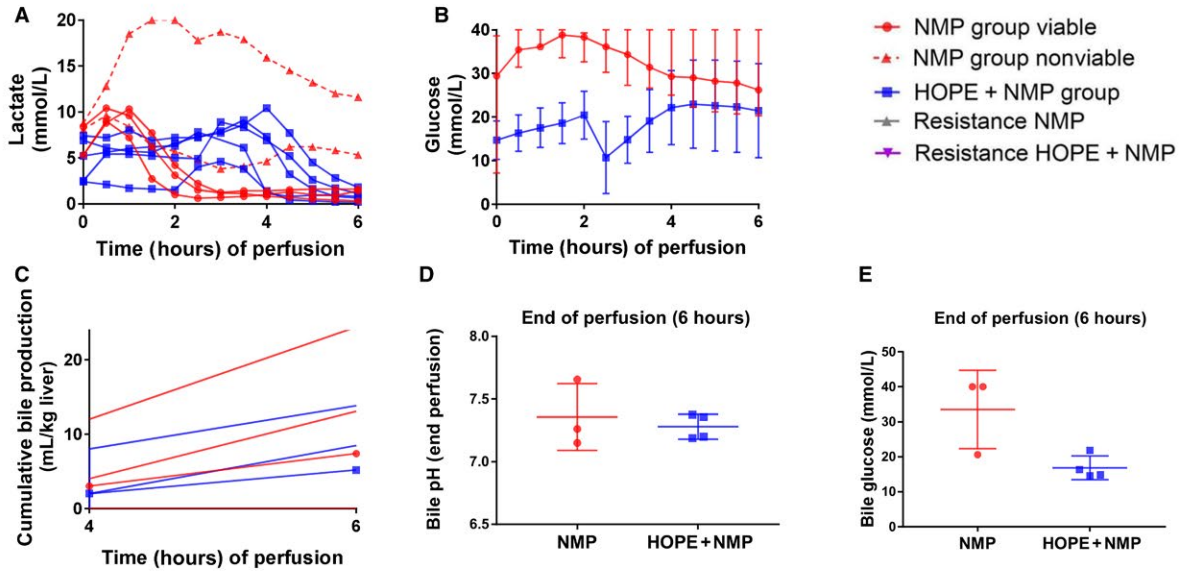 A
Lactate
(mmol/L)
20
15
10
5
0
0 2 4 6
Time (hours) of perfusion
B
Glucose
(mmol/L)
40
30
20
10
0
0 2 4 6
Time (hours) of perfusion
NMP group viable
NMP group nonviable
HOPE + NMP group
Resistance NMP
Resistance HOPE + NMP
C
Cumulative bile production
(mL/kg liver)
20
10
0
4 6
Time (hours) of perfusion
D
End of perfusion (6 hours)
Bile pH (end perfusion)
8.0
7.5
7.0
6.5
NMP HOPE + NMP
E
End of perfusion (6 hours)
Bile glucose (mmol/L)
50
40
30
20
10
0
NMP HOPE + NMP